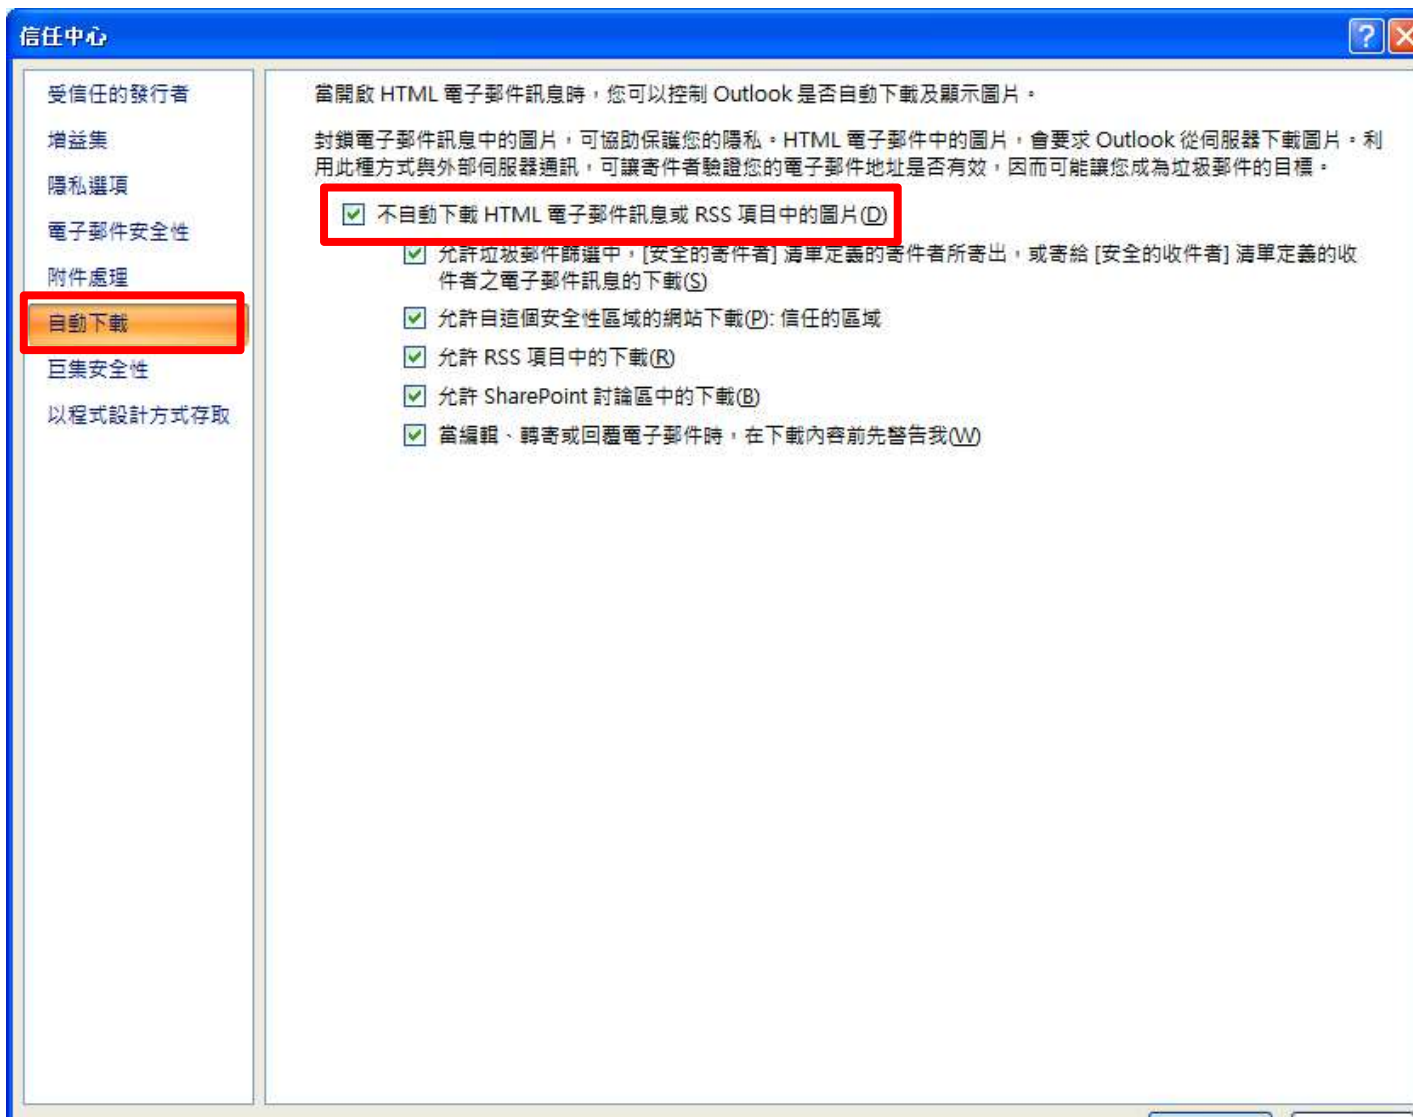 信任中心
受信任的發行者
增益集
隱私選項
電子郵件安全性
附件處理
自動下載
巨集安全性
以程式設計方式存取
當開啟 HTML 電子郵件訊息時，您可以控制 Outlook 是否自動下載及顯示圖片。
封鎖電子郵件訊息中的圖片，可協助保護您的隱私。HTML 電子郵件中的圖片，會要求 Outlook 從伺服器下載圖片。利
用此種方式與外部伺服器通訊，可讓寄件者驗證您的電子郵件地址是否有效，因而可能讓您成為垃圾郵件的目標。
不自動下載 HTML 電子郵件訊息或 RSS 項目中的圖片(D)
允許垃圾郵件篩選中，[安全的寄件者] 清單定義的寄件者所寄出，或寄給 [安全的收件者] 清單定義的收
件者之電子郵件訊息的下載(S)
允許自這個安全性區域的網站下載(P): 信任的區域
允許 RSS 項目中的下載(R)
允許 SharePoint 討論區中的下載(B)
當編輯、轉寄或回覆電子郵件時，在下載內容前先警告我(W)